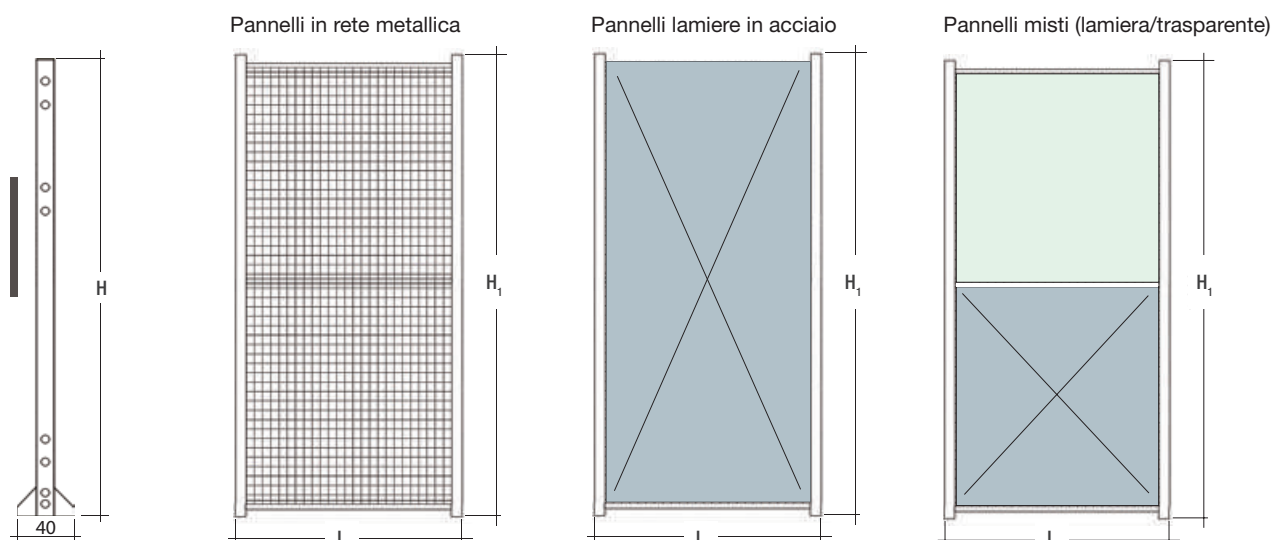 Pannelli in rete metallica
Pannelli lamiere in acciaio
Pannelli misti (lamiera/trasparente)
H
H₁
H₁
H₁
40